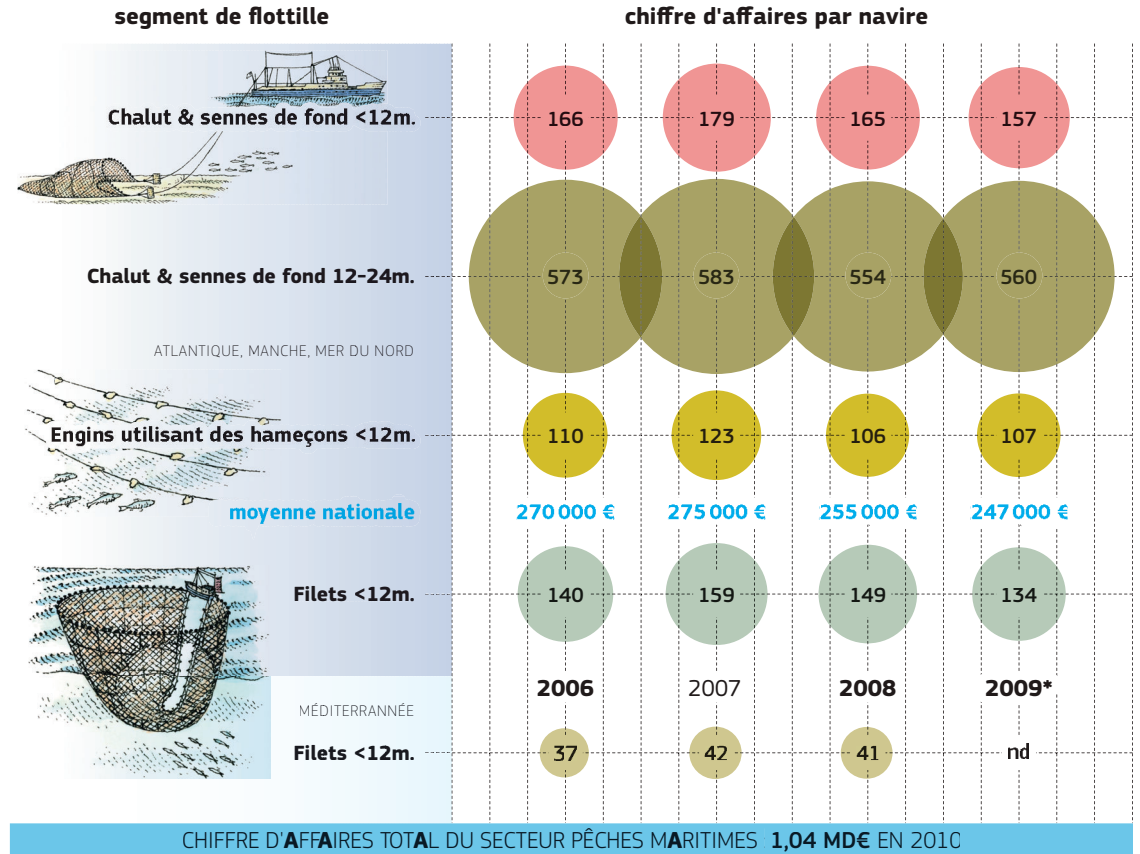 segment de flottille chiffre d'affaires par navire
Chalut & sennes de fond <12m. 166 179 165 157
Chalut & sennes de fond 12-24m. 573 583 554 560
ATLANTIQUE, MANCHE, MER DU NORD
Engins utilisant des hameçons <12m. 110 123 106 107
moyenne nationale 270 000 € 275 000 € 255 000 € 247 000 €
Filets <12m. 140 159 149 134
2006 2007 2008 2009*
MÉDITERRANNÉE
Filets <12m. 37 42 41 nd
CHIFFRE D'AFFAIRES TOTAL DU SECTEUR PÊCHES MARITIMES : 1,04 MD€ EN 2010